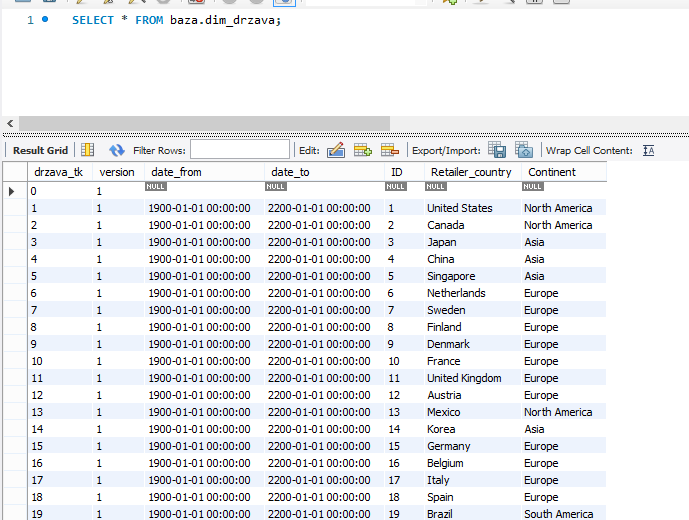 1 SELECT * FROM baza.dim_drzava;
Result Grid Filter Rows: Edit: Export/Import: Wrap Cell Content:
drzava_tk version date_from date_to ID Retailer_country Continent
0 1 NULL NULL NULL NULL NULL
1 1 1900-01-01 00:00:00 2200-01-01 00:00:00 1 United States North America
2 1 1900-01-01 00:00:00 2200-01-01 00:00:00 2 Canada North America
3 1 1900-01-01 00:00:00 2200-01-01 00:00:00 3 Japan Asia
4 1 1900-01-01 00:00:00 2200-01-01 00:00:00 4 China Asia
5 1 1900-01-01 00:00:00 2200-01-01 00:00:00 5 Singapore Asia
6 1 1900-01-01 00:00:00 2200-01-01 00:00:00 6 Netherlands Europe
7 1 1900-01-01 00:00:00 2200-01-01 00:00:00 7 Sweden Europe
8 1 1900-01-01 00:00:00 2200-01-01 00:00:00 8 Finland Europe
9 1 1900-01-01 00:00:00 2200-01-01 00:00:00 9 Denmark Europe
10 1 1900-01-01 00:00:00 2200-01-01 00:00:00 10 France Europe
11 1 1900-01-01 00:00:00 2200-01-01 00:00:00 11 United Kingdom Europe
12 1 1900-01-01 00:00:00 2200-01-01 00:00:00 12 Austria Europe
13 1 1900-01-01 00:00:00 2200-01-01 00:00:00 13 Mexico North America
14 1 1900-01-01 00:00:00 2200-01-01 00:00:00 14 Korea Asia
15 1 1900-01-01 00:00:00 2200-01-01 00:00:00 15 Germany Europe
16 1 1900-01-01 00:00:00 2200-01-01 00:00:00 16 Belgium Europe
17 1 1900-01-01 00:00:00 2200-01-01 00:00:00 17 Italy Europe
18 1 1900-01-01 00:00:00 2200-01-01 00:00:00 18 Spain Europe
19 1 1900-01-01 00:00:00 2200-01-01 00:00:00 19 Brazil South America